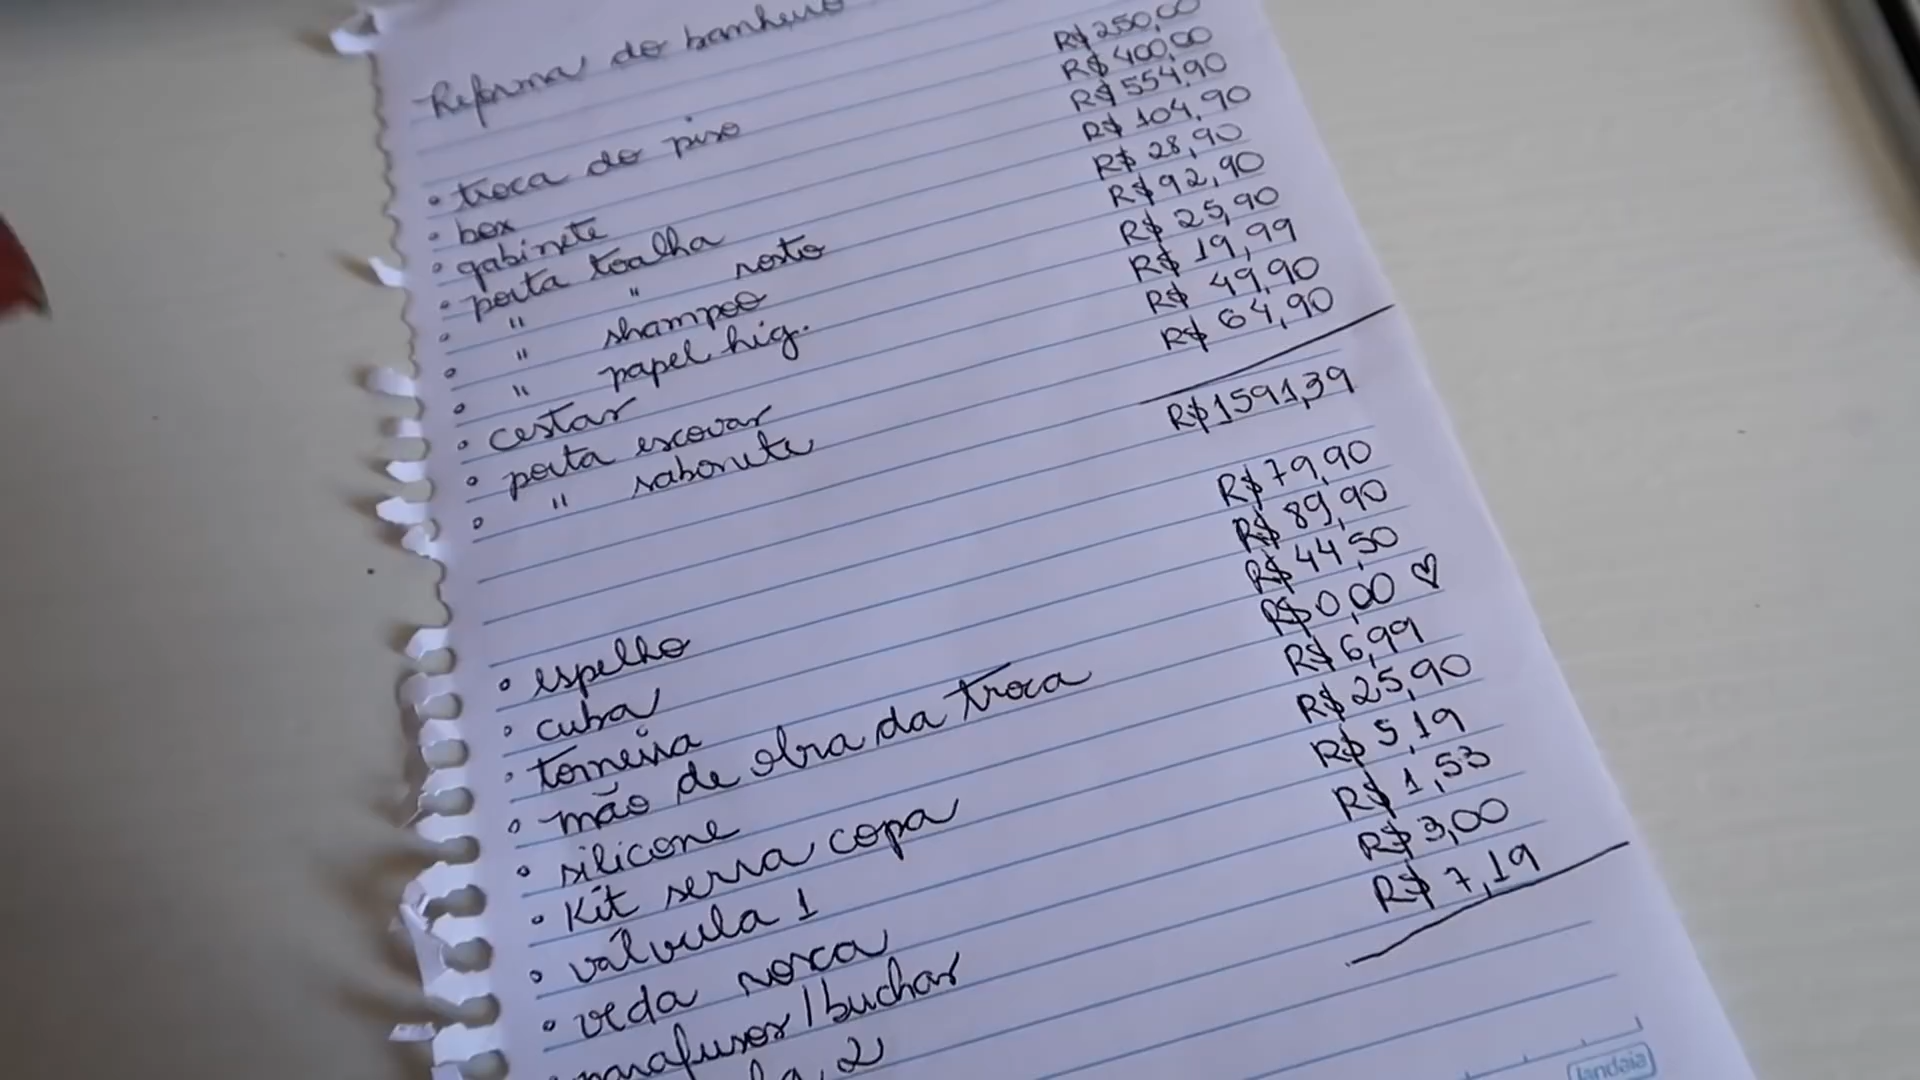 Reforma do banheiro
• troca do piso R$ 250,00
• box R$ 400,00
• gabinete R$ 554,90
• porta toalha R$ 104,90
• " " rosto R$ 28,90
• " shampoo R$ 92,90
• " papel hig. R$ 25,90
• cestas R$ 19,99
• porta escovas R$ 49,90
• " sabonete R$ 64,90
R$ 1591,39
• espelho R$ 79,90
• cuba R$ 89,90
• torneira R$ 44,50
• mão de obra da troca R$ 0,00 ♡
• silicone R$ 6,99
• Kit serra copa R$ 25,90
• válvula 1 R$ 5,19
• veda rosca R$ 1,53
parafusos / buchas R$ 3,00
2 R$ 7,19
jandaia